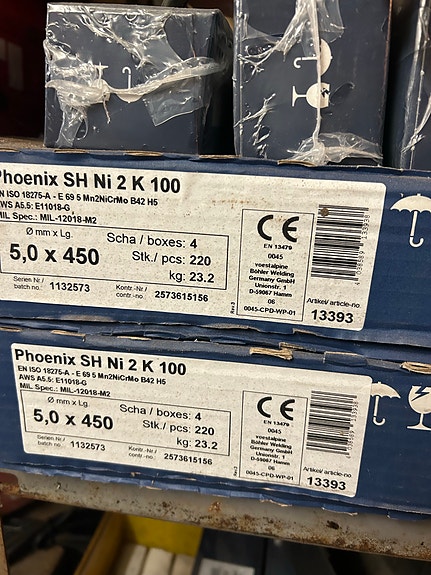 Phoenix SH Ni 2 K 100
EN ISO 18275-A - E 69 5 Mn2NiCrMo B42 H5
AWS A5.5: E11018-G
MIL Spec.: MIL-12018-M2
Ø mm x Lg.
5,0 x 450
Scha / boxes: 4
Stk./ pcs: 220
kg: 23.2
Serien Nr./
batch no. 1132573
Kontr.-Nr/
contr.-no. 2573615156
CE
EN 13479
0045
voestalpine
Böhler Welding
Germany GmbH
Unionstr. 1
D-59067 Hamm
06
0045-CPD-WP-01
Artikel/ article-no
13393
Phoenix SH Ni 2 K 100
EN ISO 18275-A - E 69 5 Mn2NiCrMo B42 H5
AWS A5.5: E11018-G
MIL Spec.: MIL-12018-M2
Ø mm x Lg.
5,0 x 450
Scha / boxes: 4
Stk./ pcs: 220
kg: 23.2
Serien Nr./
batch no. 1132573
Kontr.-Nr/
contr.-no. 2573615156
CE
EN 13479
0045
voestalpine
Böhler Welding
Germany GmbH
Unionstr. 1
D-59067 Hamm
06
0045-CPD-WP-01
Artikel/ article-no
13393